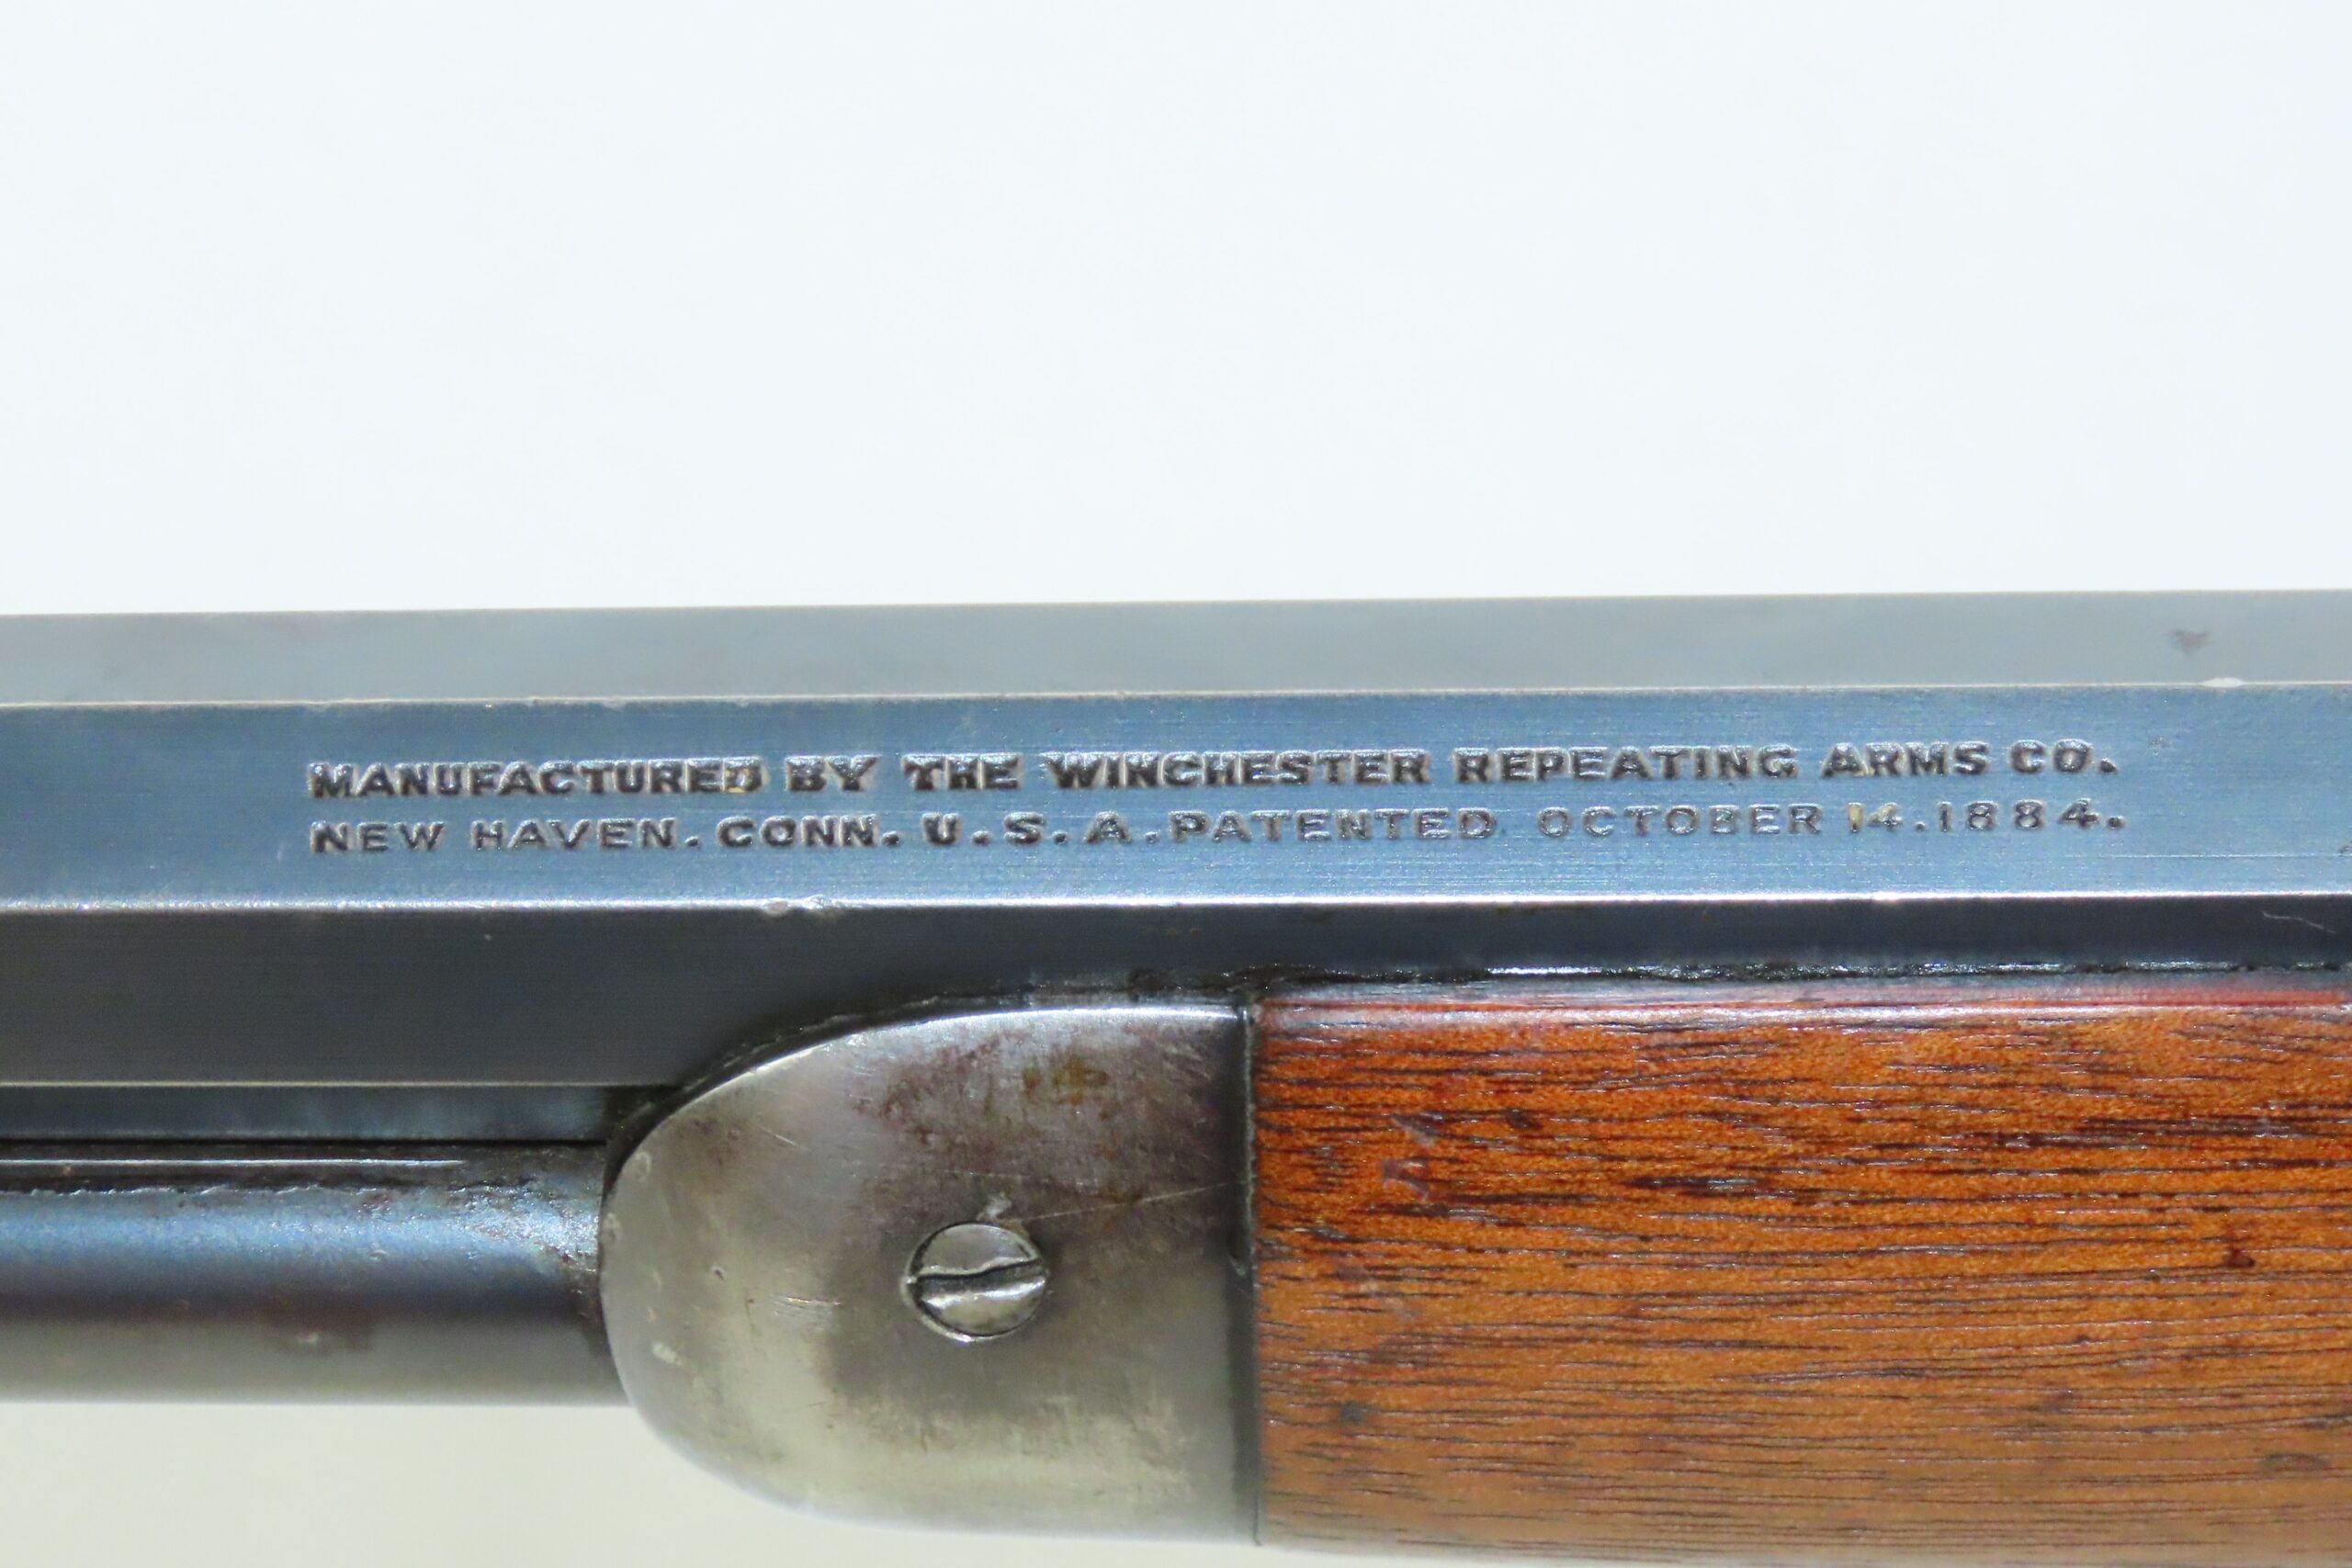 MANUFACTURED BY THE WINCHESTER REPEATING ARMS CO.
NEW HAVEN. CONN. U.S.A. PATENTED OCTOBER 14.1884.